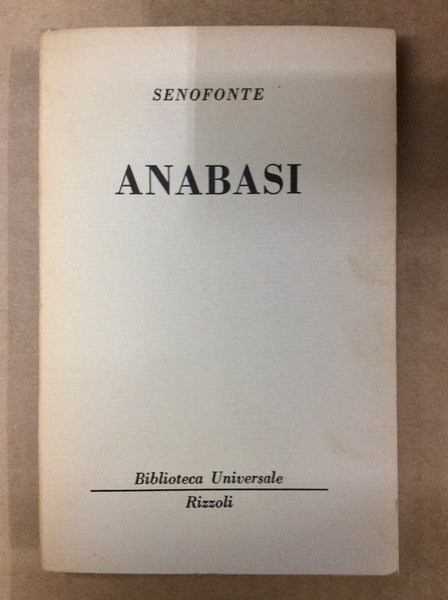 SENOFONTE
ANABASI
Biblioteca Universale
Rizzoli